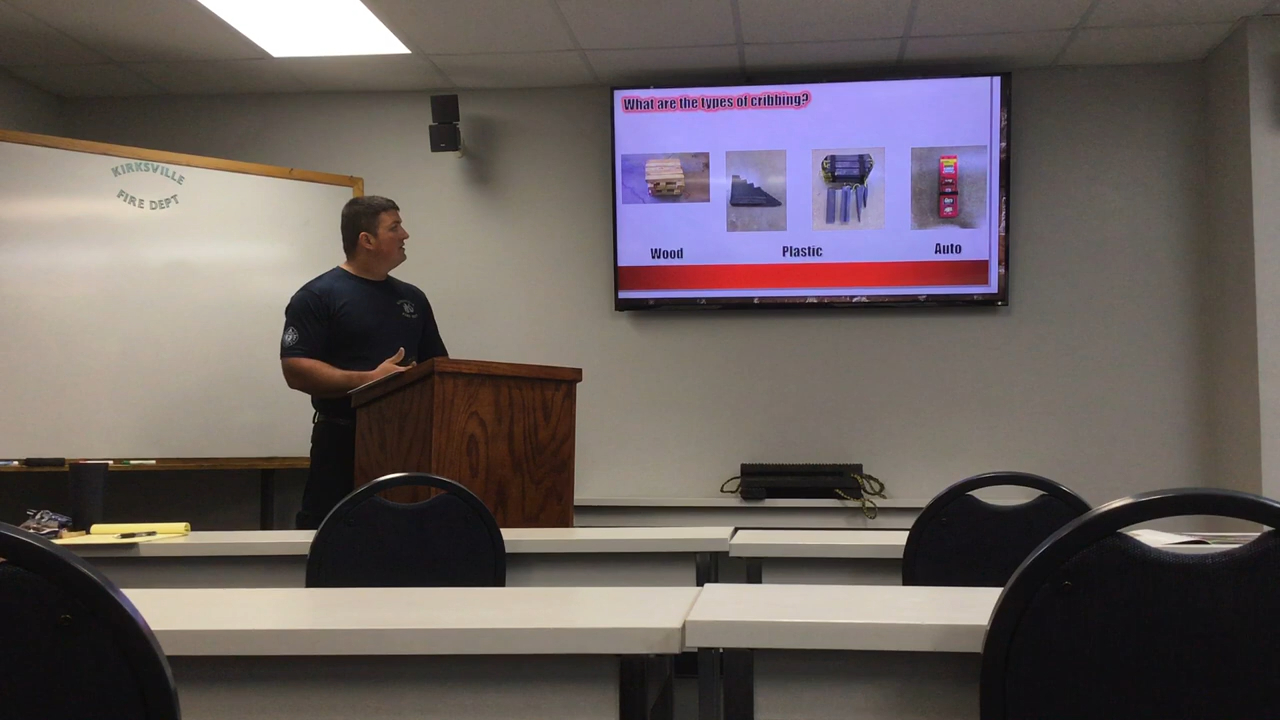 KIRKSVILLE
FIRE DEPT
What are the types of cribbing?
Wood
Plastic
Auto